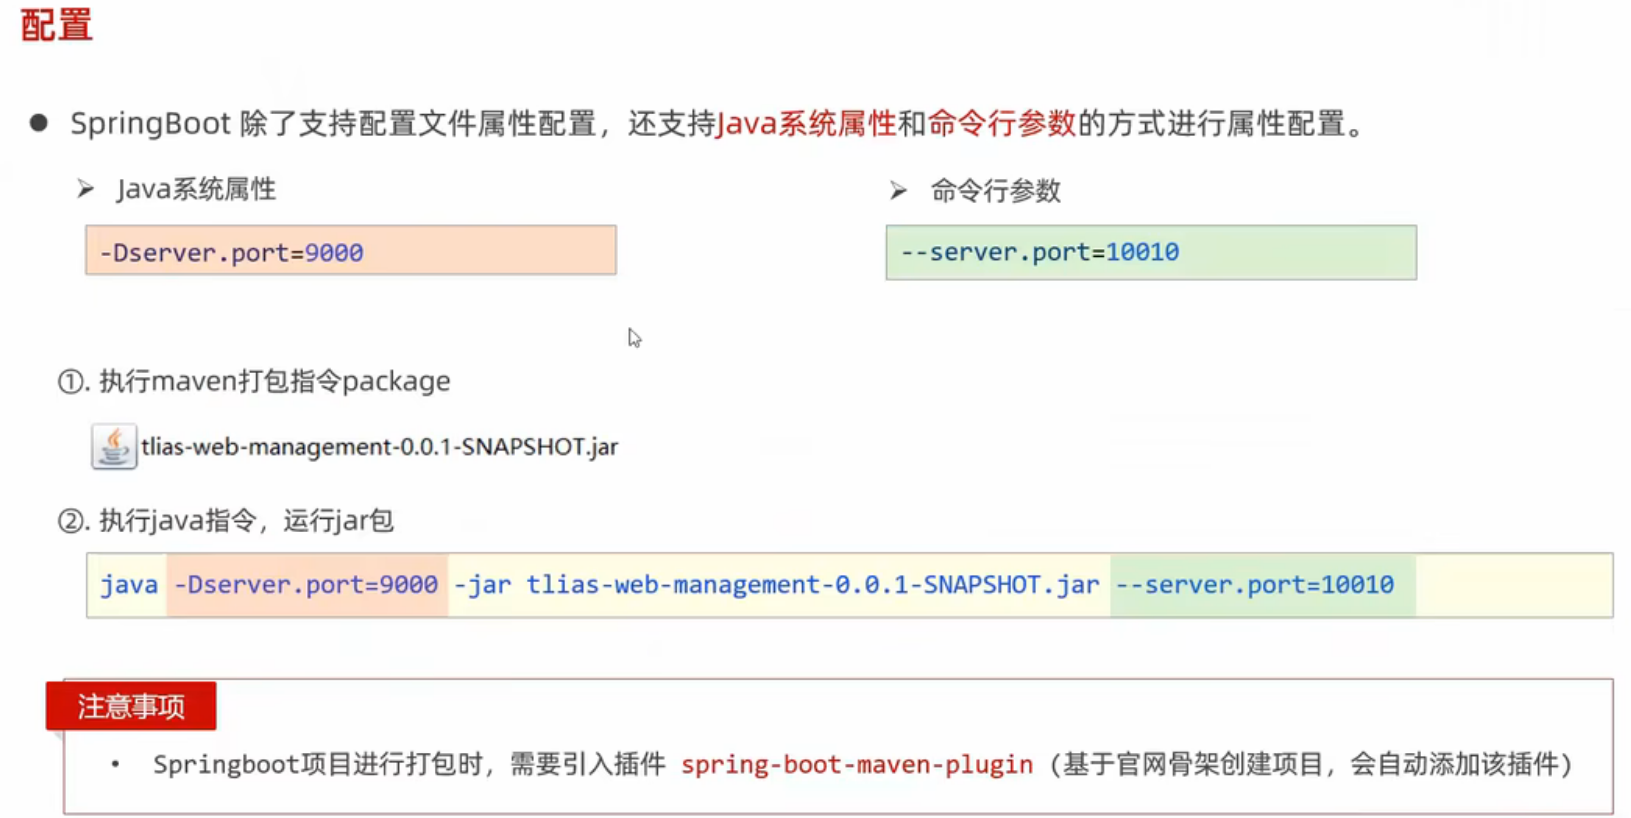 配置
● SpringBoot 除了支持配置文件属性配置，还支持Java系统属性和命令行参数的方式进行属性配置。
➢ Java系统属性
-Dserver.port=9000
➢ 命令行参数
--server.port=10010
①. 执行maven打包指令package
tlias-web-management-0.0.1-SNAPSHOT.jar
②. 执行java指令，运行jar包
java -Dserver.port=9000 -jar tlias-web-management-0.0.1-SNAPSHOT.jar --server.port=10010
注意事项
• Springboot项目进行打包时，需要引入插件 spring-boot-maven-plugin (基于官网骨架创建项目，会自动添加该插件)